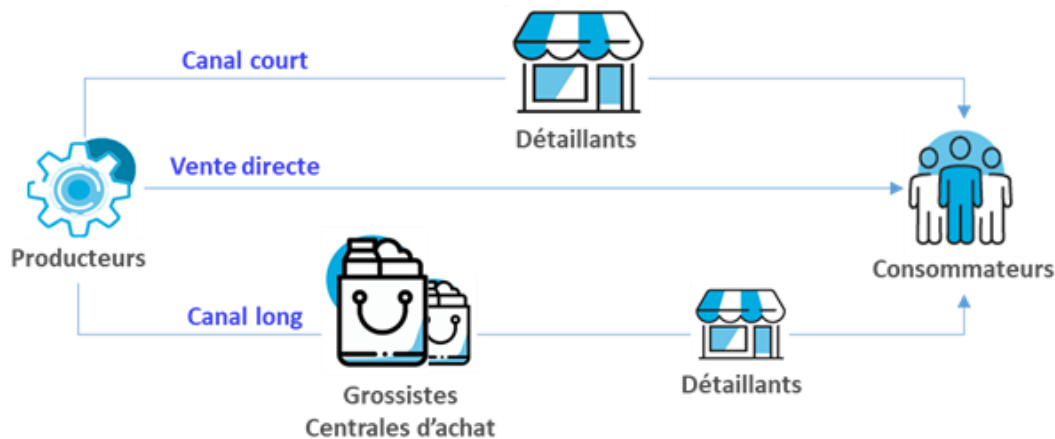 Canal court
Détaillants
Vente directe
Producteurs
Consommateurs
Canal long
Détaillants
Grossistes
Centrales d'achat